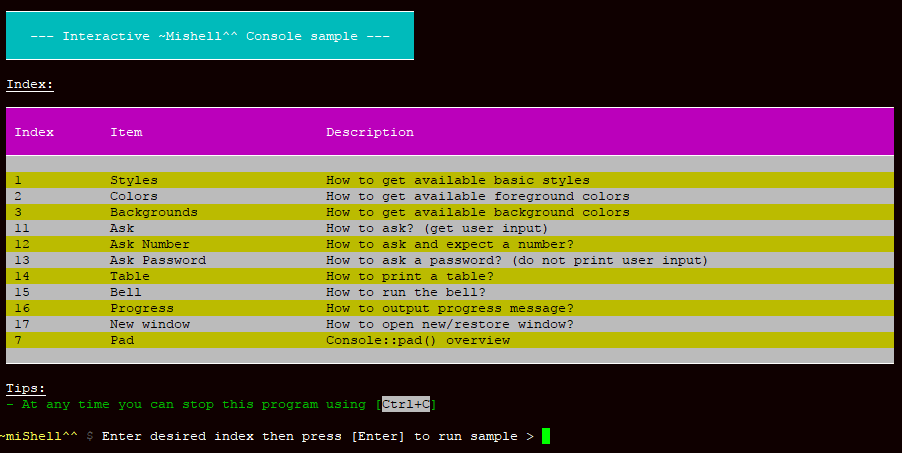 --- Interactive ~Mishell^^ Console sample ---
Index:
Index Item Description
1 Styles How to get available basic styles
2 Colors How to get available foreground colors
3 Backgrounds How to get available background colors
11 Ask How to ask? (get user input)
12 Ask Number How to ask and expect a number?
13 Ask Password How to ask a password? (do not print user input)
14 Table How to print a table?
15 Bell How to run the bell?
16 Progress How to output progress message?
17 New window How to open new/restore window?
7 Pad Console::pad() overview
Tips:
- At any time you can stop this program using [Ctrl+C]
~miShell^^ $ Enter desired index then press [Enter] to run sample >